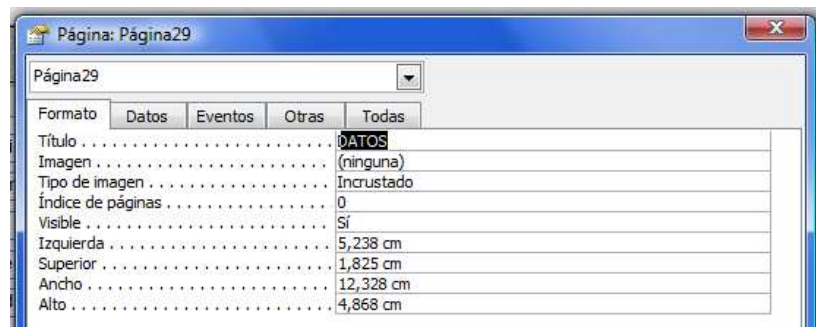 Página: Página29
Página29
Formato Datos Eventos Otras Todas
Título . . . . . . . . . . . . . . . . . . . . . . . . . . DATOS
Imagen . . . . . . . . . . . . . . . . . . . . . . . . (ninguna)
Tipo de imagen . . . . . . . . . . . . . . . . . . . Incrustado
Índice de páginas . . . . . . . . . . . . . . . . . 0
Visible . . . . . . . . . . . . . . . . . . . . . . . . . Sí
Izquierda . . . . . . . . . . . . . . . . . . . . . . . 5,238 cm
Superior . . . . . . . . . . . . . . . . . . . . . . . . 1,825 cm
Ancho . . . . . . . . . . . . . . . . . . . . . . . . . 12,328 cm
Alto . . . . . . . . . . . . . . . . . . . . . . . . . . . 4,868 cm